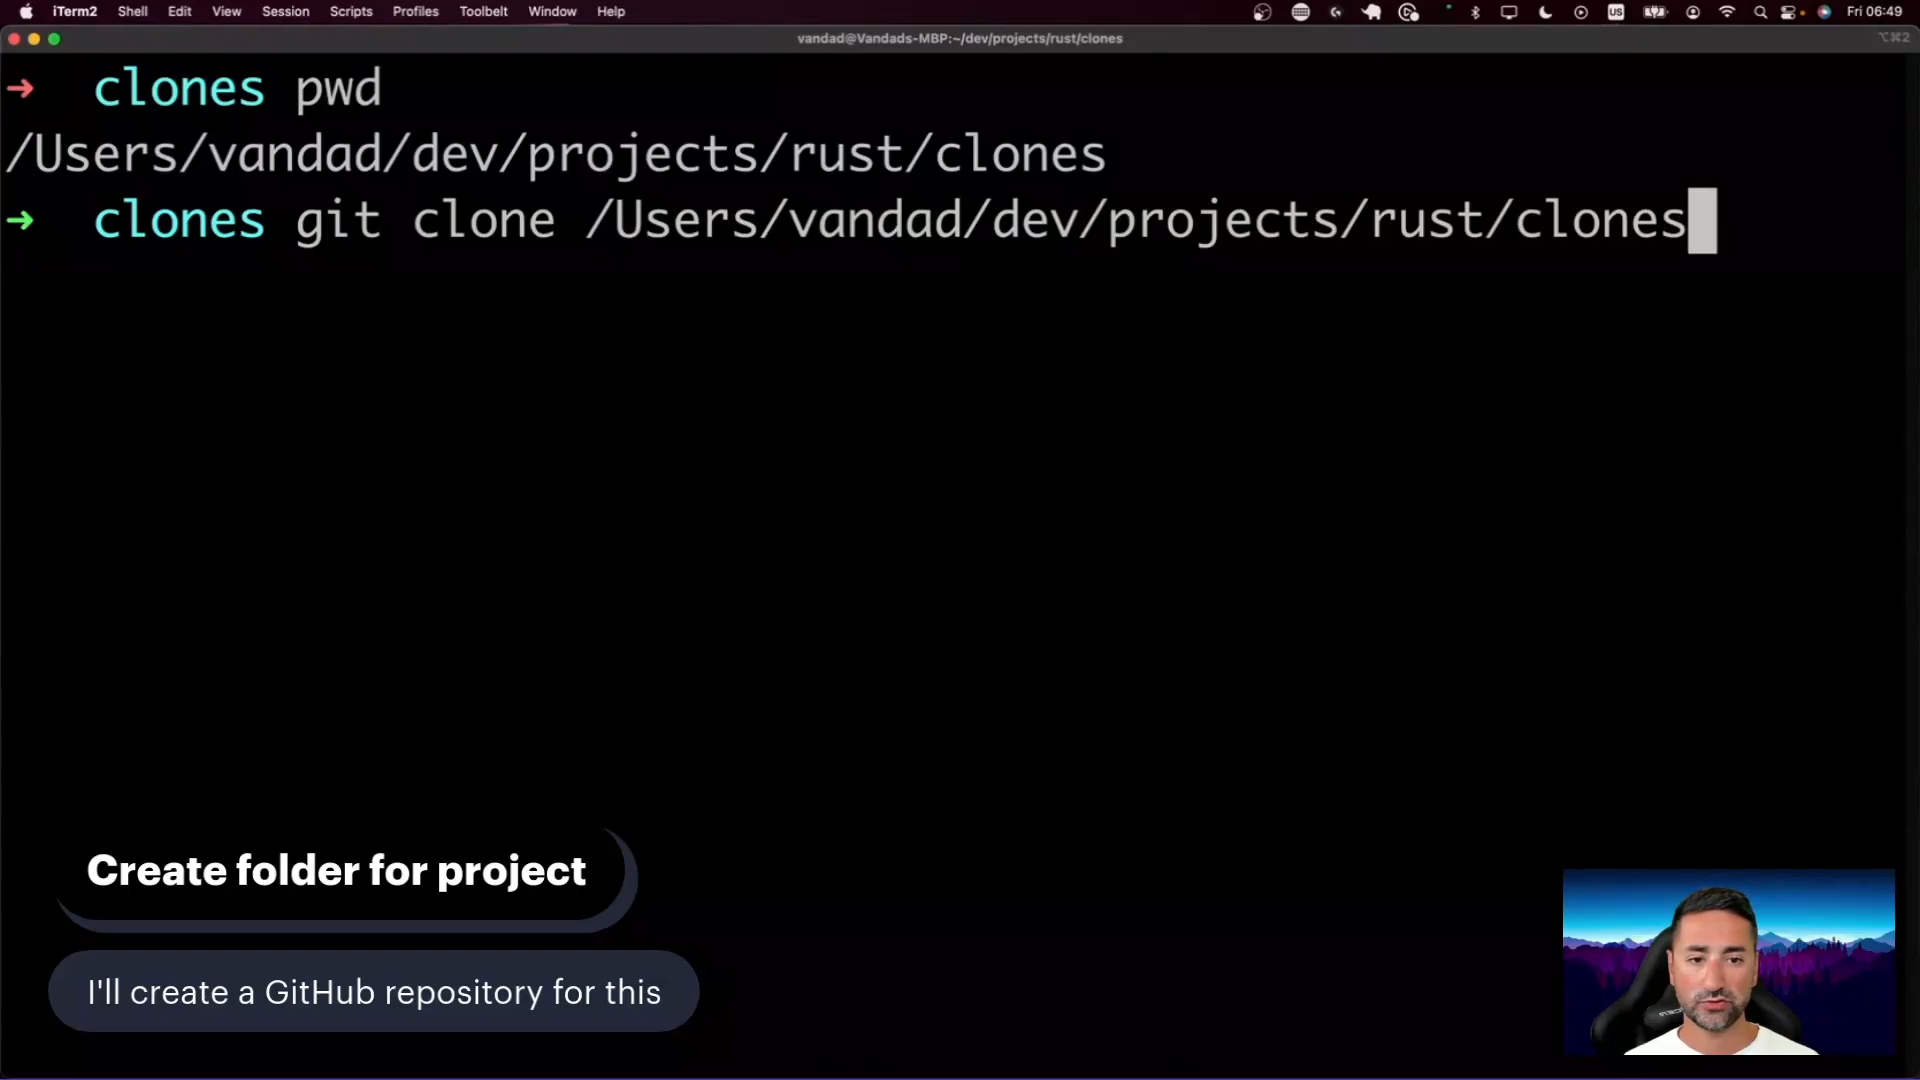 iTerm2 Shell Edit View Session Scripts Profiles Toolbelt Window Help US Fri 06:49
vandad@Vandads-MBP:~/dev/projects/rust/clones ⌥⌘2
➜ clones pwd
/Users/vandad/dev/projects/rust/clones
➜ clones git clone /Users/vandad/dev/projects/rust/clones
Create folder for project
I'll create a GitHub repository for this